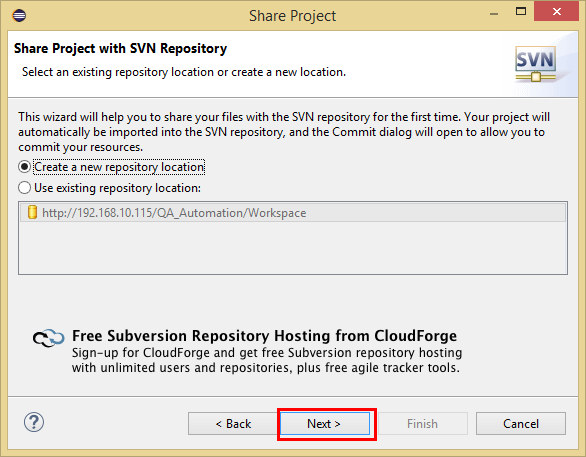 Share Project
Share Project with SVN Repository
Select an existing repository location or create a new location.
SVN
This wizard will help you to share your files with the SVN repository for the first time. Your project will
automatically be imported into the SVN repository, and the Commit dialog will open to allow you to
commit your resources.
Create a new repository location
Use existing repository location:
http://192.168.10.115/QA_Automation/Workspace
Free Subversion Repository Hosting from CloudForge
Sign-up for CloudForge and get free Subversion repository hosting
with unlimited users and repositories, plus free agile tracker tools.
?
< Back
Next >
Finish
Cancel